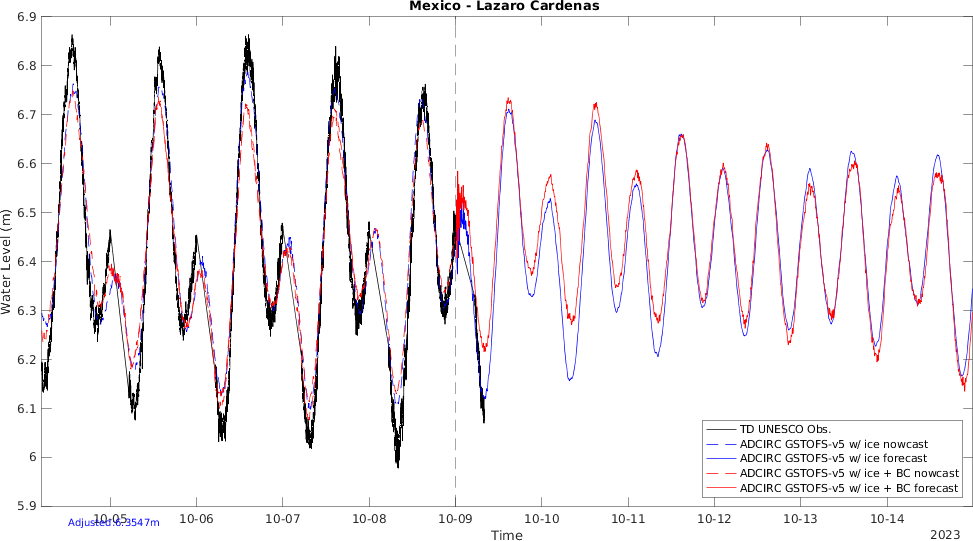 Mexico - Lazaro Cardenas
6.9
6.8
6.7
6.6
6.5
6.4
6.3
6.2
6.1
6
5.9
Water Level (m)
TD UNESCO Obs.
ADCIRC GSTOFS-v5 w/ ice nowcast
ADCIRC GSTOFS-v5 w/ ice forecast
ADCIRC GSTOFS-v5 w/ ice + BC nowcast
ADCIRC GSTOFS-v5 w/ ice + BC forecast
10-05 10-06 10-07 10-08 10-09 10-10 10-11 10-12 10-13 10-14
Adjusted:6.3547m
Time
2023